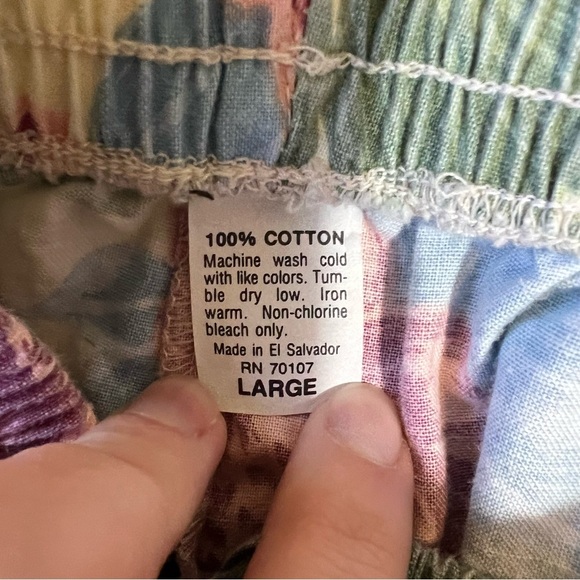 100% COTTON
Machine wash cold
with like colors. Tum-
ble dry low. Iron
warm. Non-chlorine
bleach only.
Made in El Salvador
RN 70107
LARGE